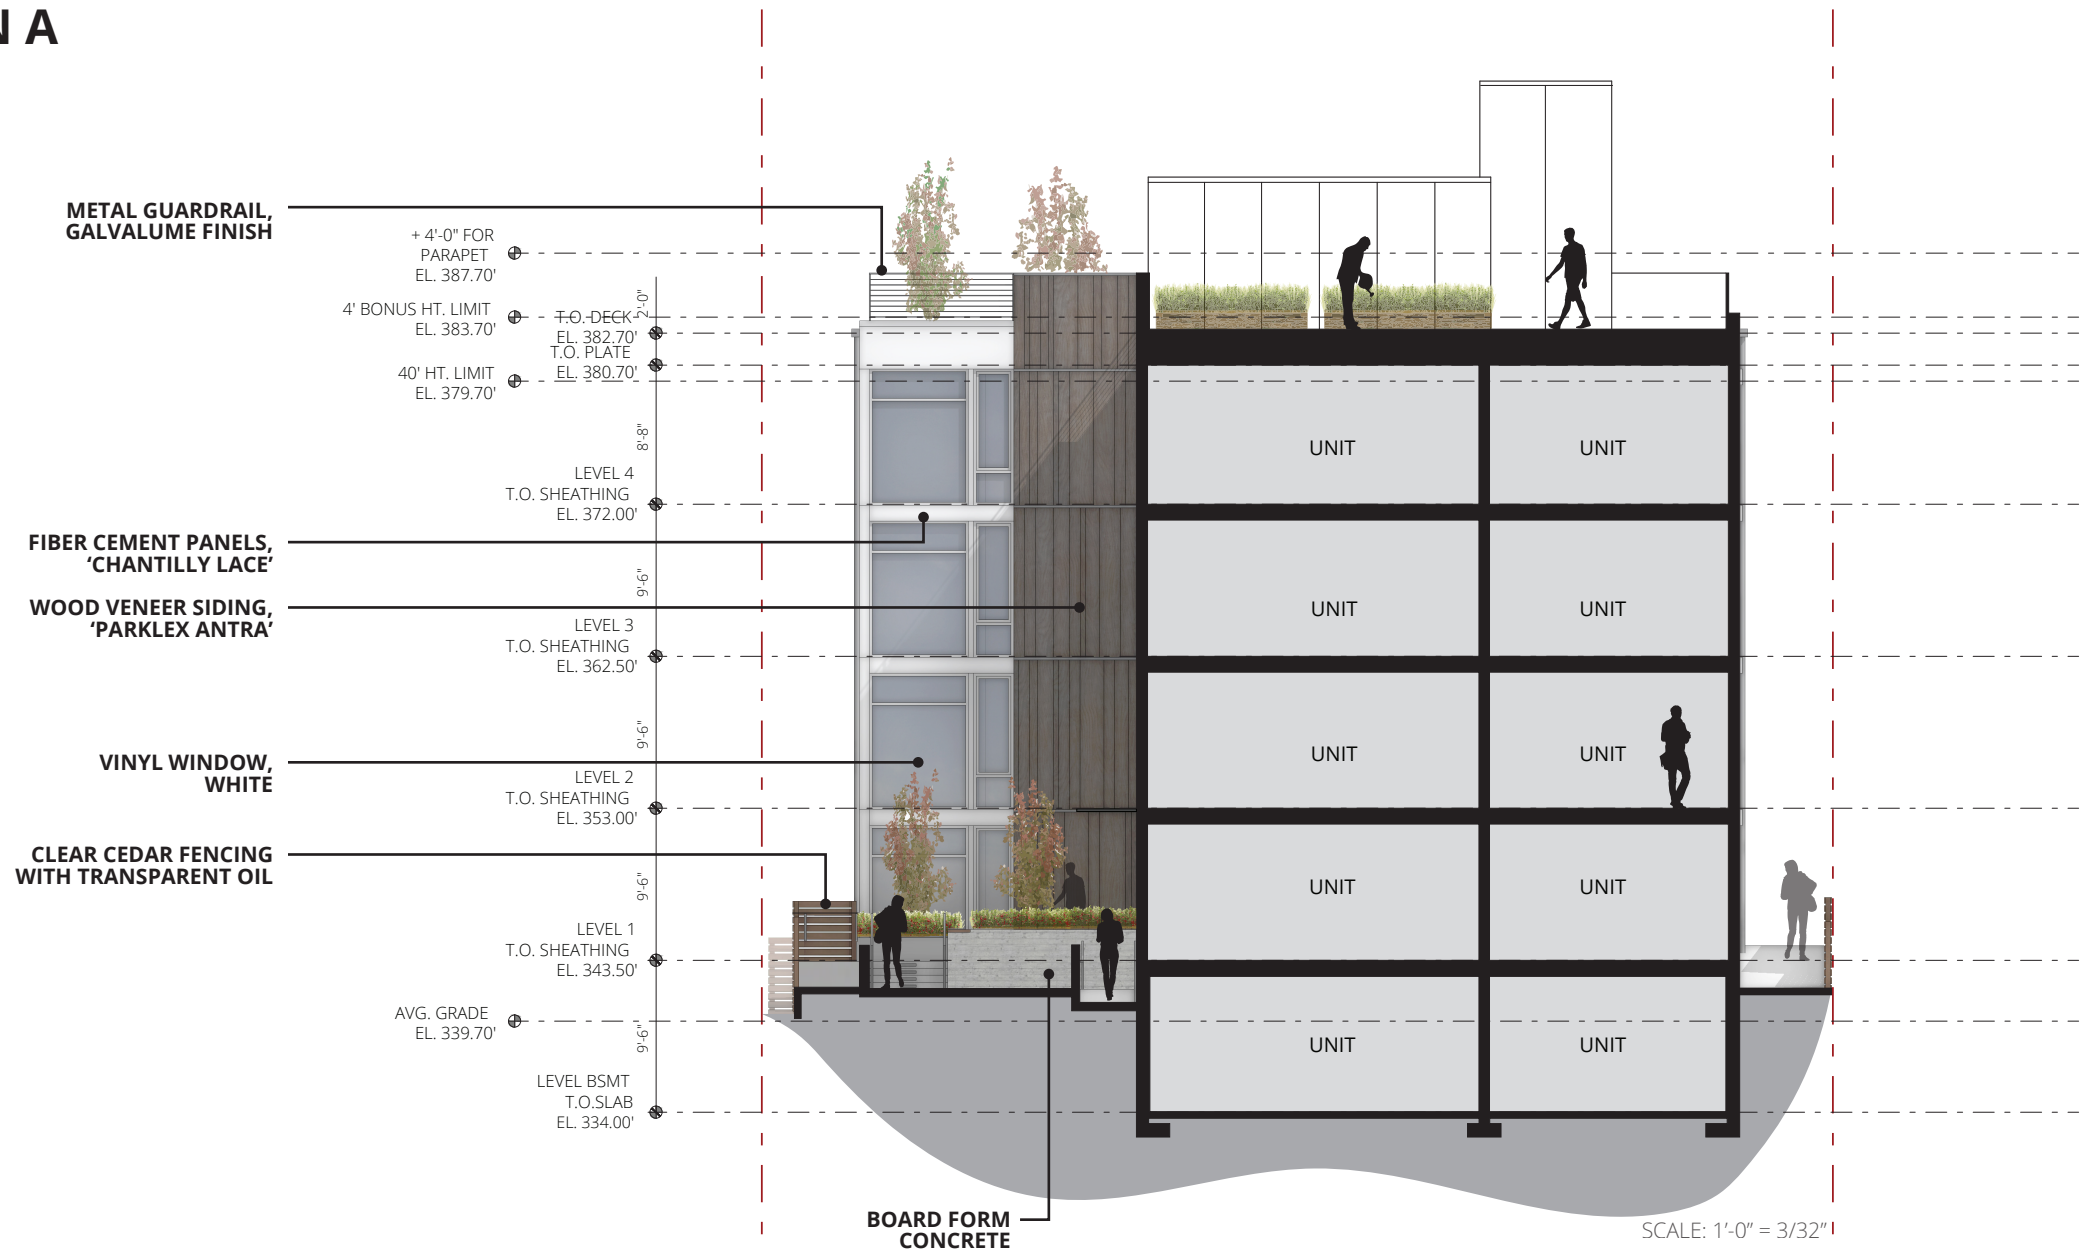 N A
METAL GUARDRAIL,
GALVALUME FINISH
+ 4'-0" FOR
PARAPET
EL. 387.70'
4' BONUS HT. LIMIT
EL. 383.70'
2'-0"
T.O. DECK
EL. 382.70'
T.O. PLATE
EL. 380.70'
40' HT. LIMIT
EL. 379.70'
8'-8"
UNIT
UNIT
LEVEL 4
T.O. SHEATHING
EL. 372.00'
FIBER CEMENT PANELS,
‘CHANTILLY LACE’
9'-6"
WOOD VENEER SIDING,
‘PARKLEX ANTRA’
UNIT
UNIT
LEVEL 3
T.O. SHEATHING
EL. 362.50'
9'-6"
VINYL WINDOW,
WHITE
UNIT
UNIT
LEVEL 2
T.O. SHEATHING
EL. 353.00'
CLEAR CEDAR FENCING
WITH TRANSPARENT OIL
9'-6"
UNIT
UNIT
LEVEL 1
T.O. SHEATHING
EL. 343.50'
AVG. GRADE
EL. 339.70'
9'-6"
UNIT
UNIT
LEVEL BSMT
T.O.SLAB
EL. 334.00'
BOARD FORM
CONCRETE
SCALE: 1’-0” = 3/32”